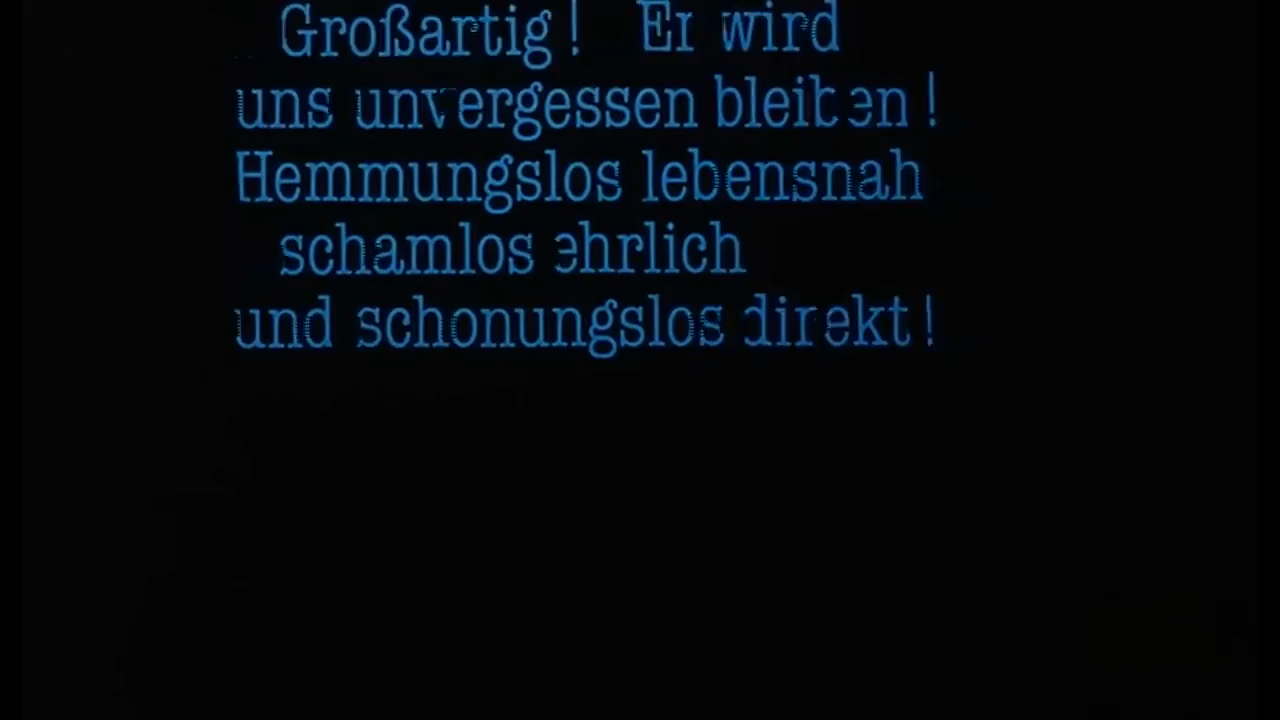 Großartig! Er wird
uns unvergessen bleiben!
Hemmungslos lebensnah
schamlos ehrlich
und schonungslos direkt!